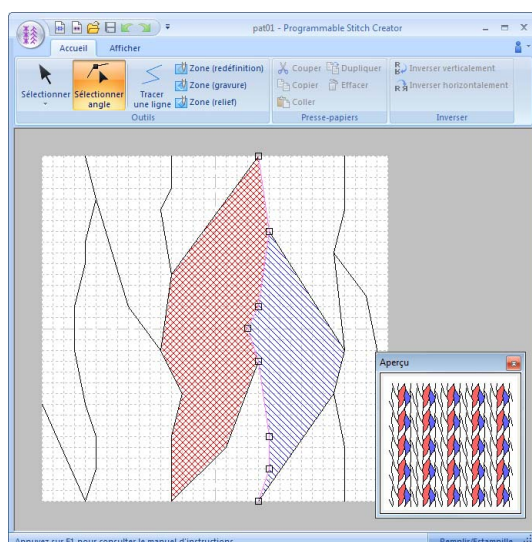 pat01 - Programmable Stitch Creator
Accueil Afficher
Sélectionner
Sélectionner angle
Tracer une ligne
Zone (redéfinition)
Zone (gravure)
Zone (relief)
Outils
Couper Dupliquer
Copier Effacer
Coller
Presse-papiers
Inverser verticalement
Inverser horizontalement
Inverser
Aperçu
Appuyez sur F1 pour consulter le manuel d'instructions.
Remplis/Estampille